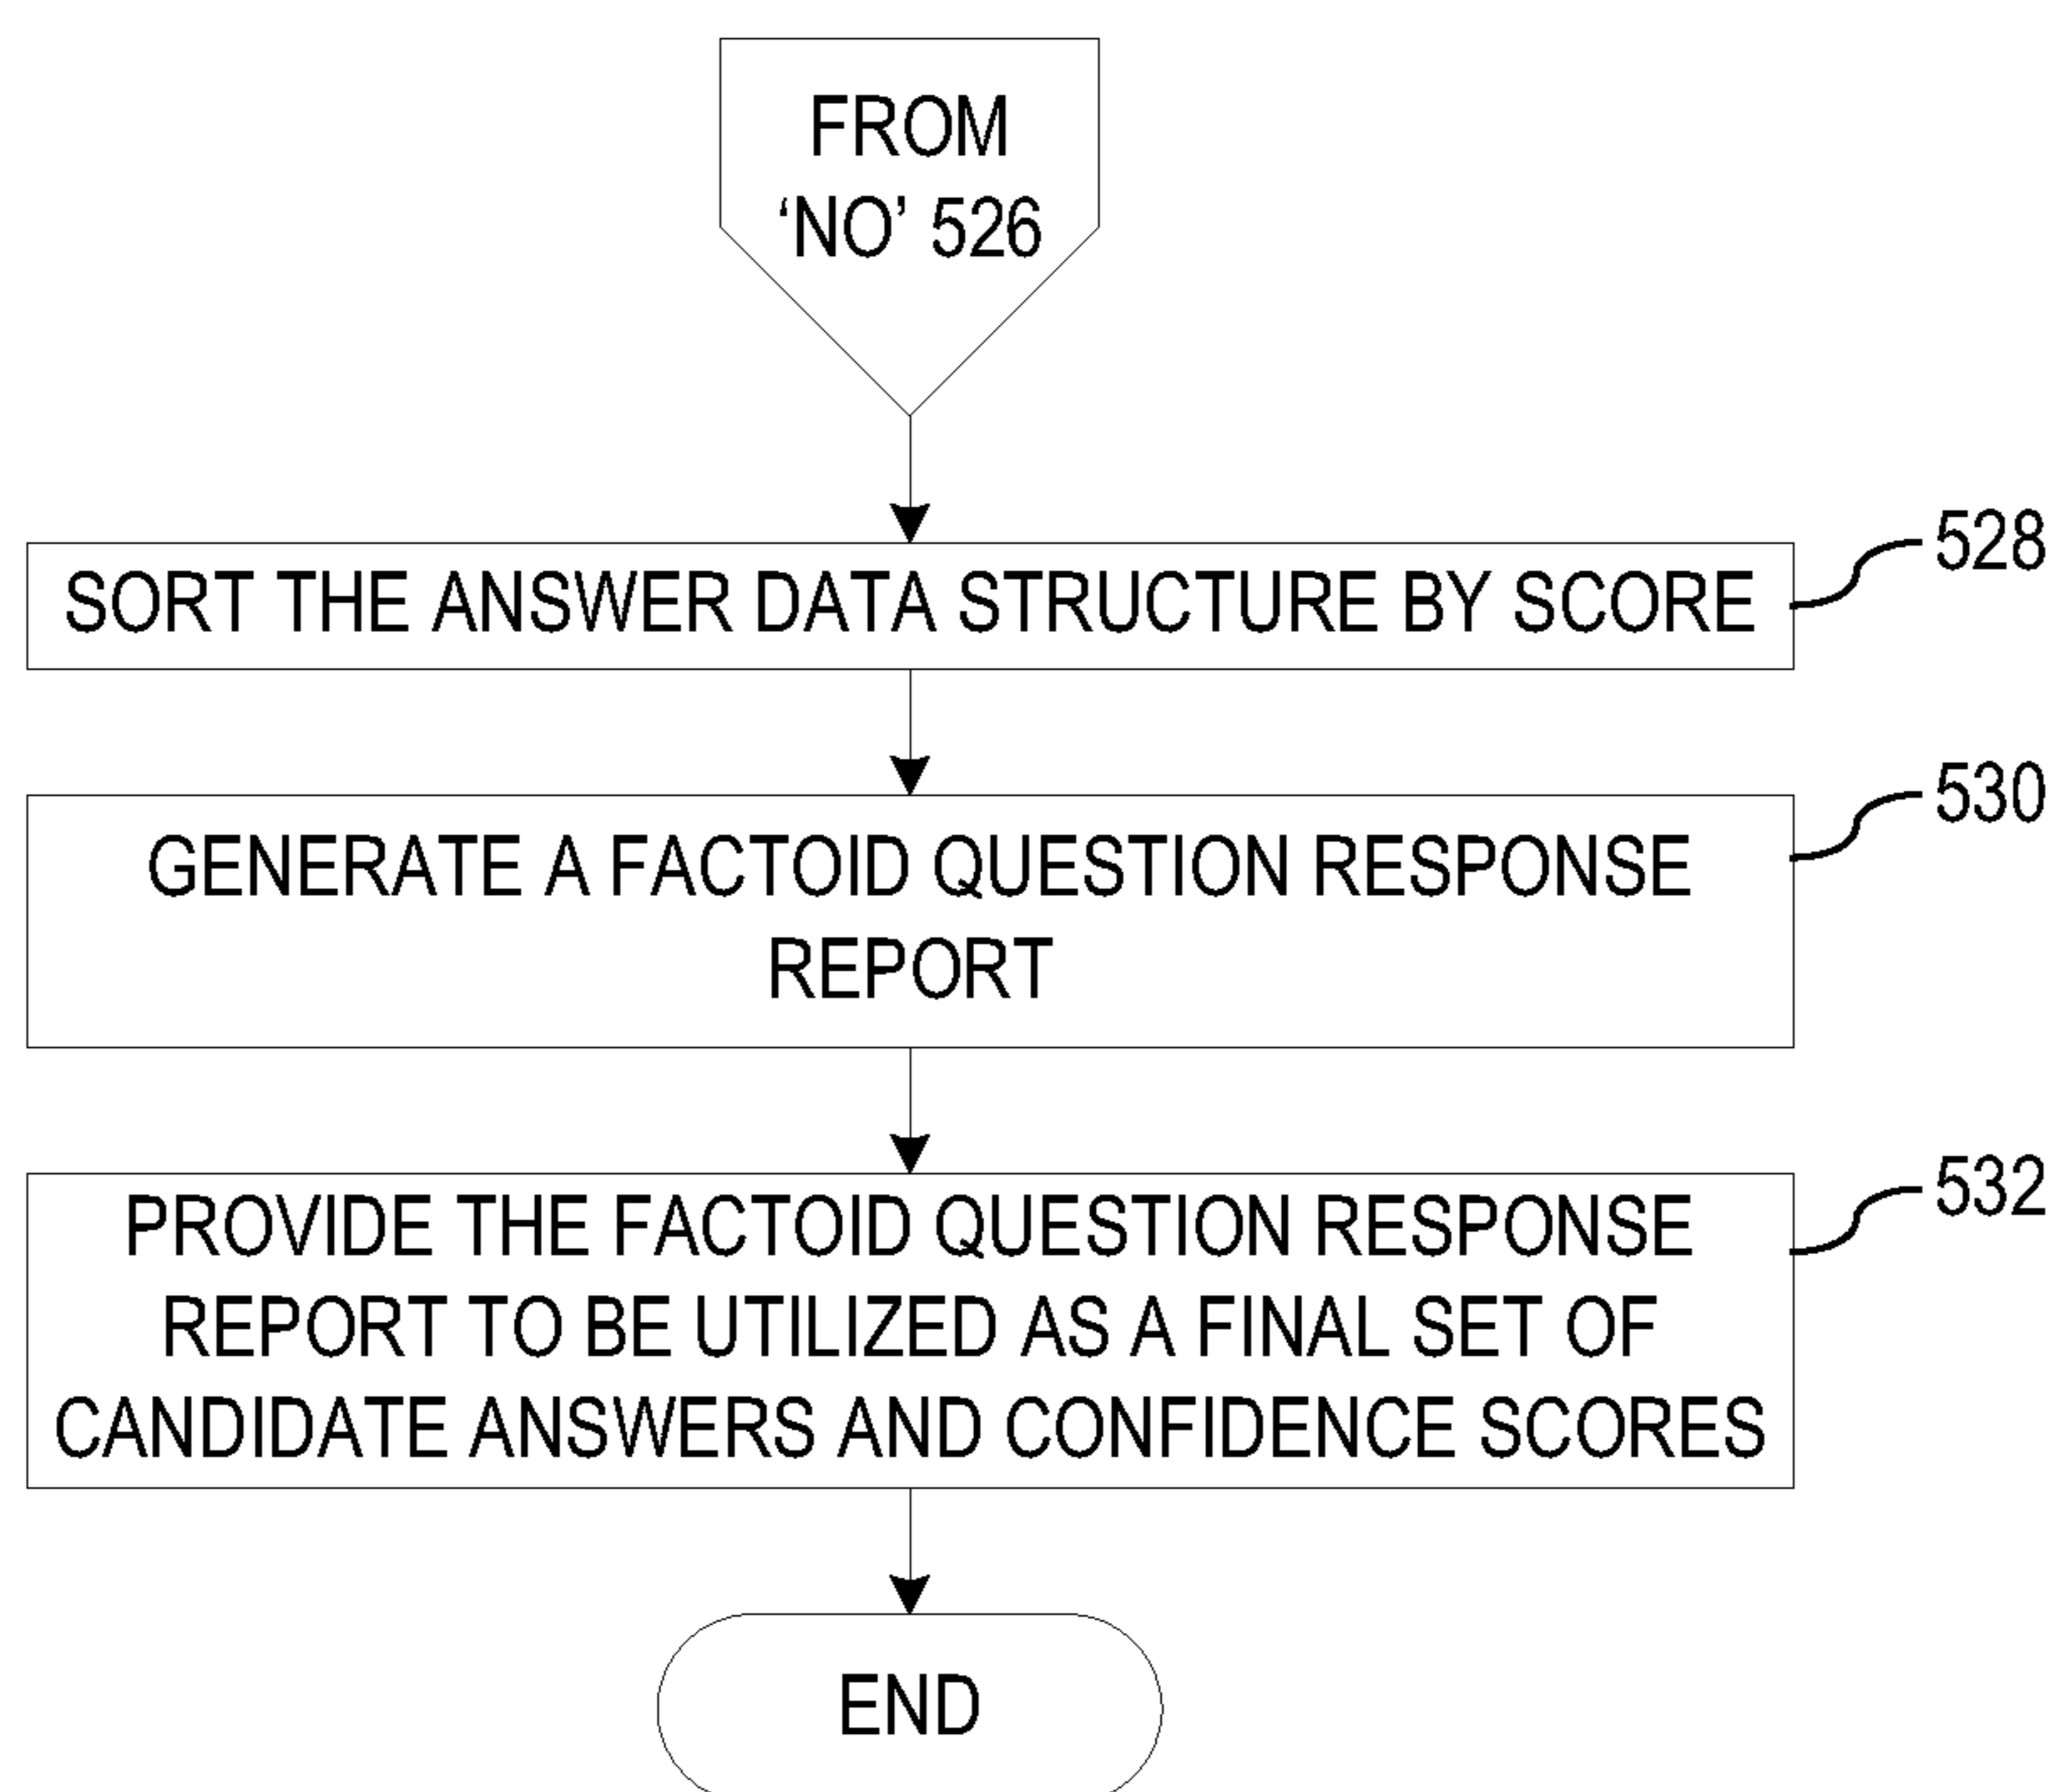 FROM
‘NO’ 526
SORT THE ANSWER DATA STRUCTURE BY SCORE
528
GENERATE A FACTOID QUESTION RESPONSE
REPORT
530
PROVIDE THE FACTOID QUESTION RESPONSE
REPORT TO BE UTILIZED AS A FINAL SET OF
CANDIDATE ANSWERS AND CONFIDENCE SCORES
532
END